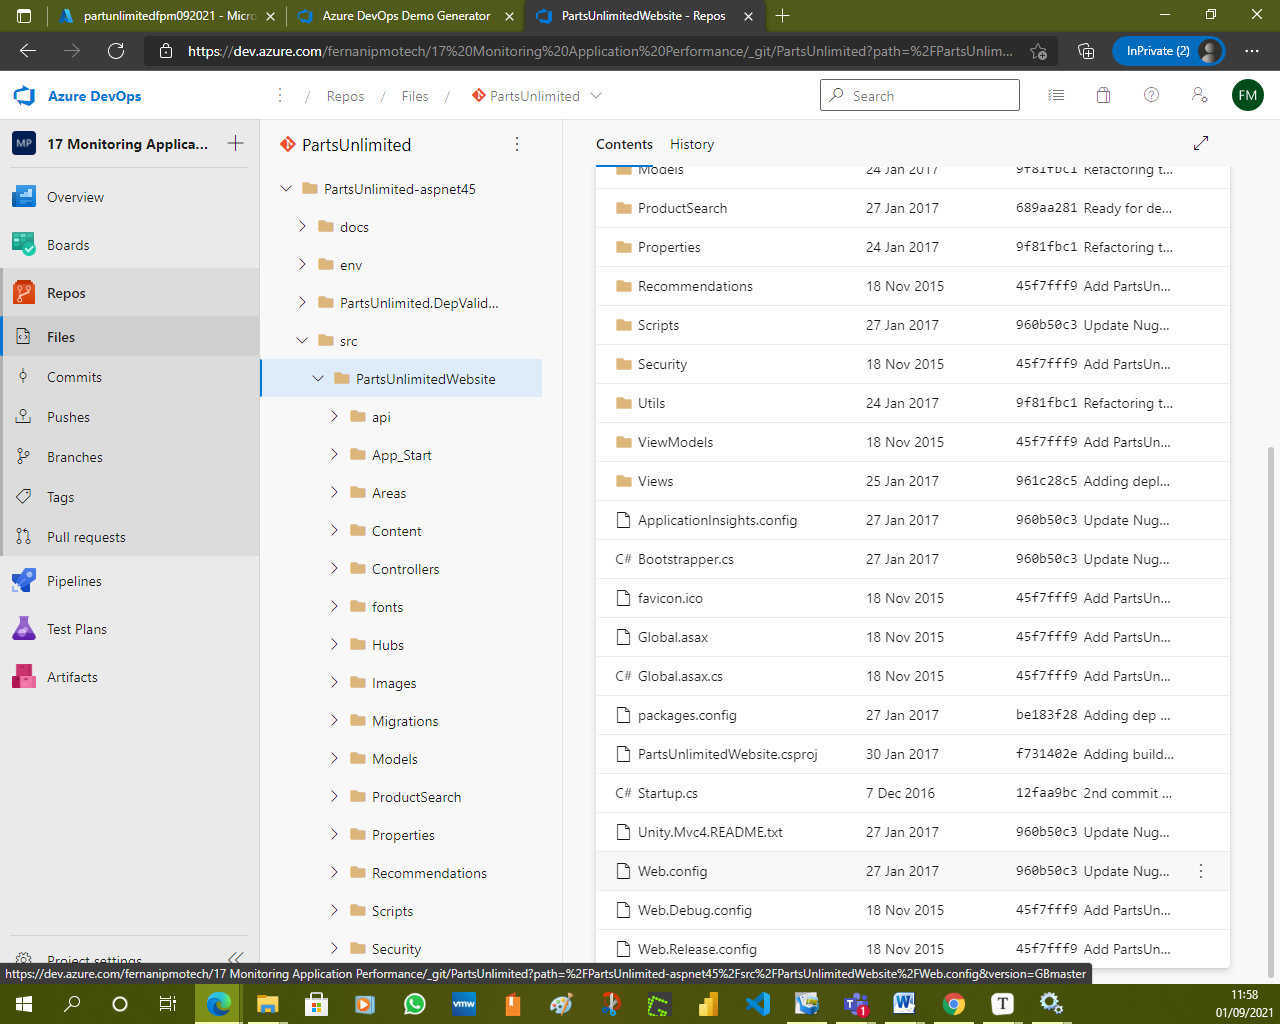 partunlimitedfpm092021 - Micro
Azure DevOps Demo Generator
PartsUnlimitedWebsite - Repos
https://dev.azure.com/fernanipmotech/17%20Monitoring%20Application%20Performance/_git/PartsUnlimited?path=%2FPartsUnlim...
InPrivate (2)
Azure DevOps
/ Repos / Files / PartsUnlimited
Search
FM
MP 17 Monitoring Applica...
Overview
Boards
Repos
Files
Commits
Pushes
Branches
Tags
Pull requests
Pipelines
Test Plans
Artifacts
Project settings
PartsUnlimited
PartsUnlimited-aspnet45
docs
env
PartsUnlimited.DepValid...
src
PartsUnlimitedWebsite
api
App_Start
Areas
Content
Controllers
fonts
Hubs
Images
Migrations
Models
ProductSearch
Properties
Recommendations
Scripts
Security
Contents History
Models 24 Jan 2017 9f81fbc1 Refactoring t...
ProductSearch 27 Jan 2017 689aa281 Ready for de...
Properties 24 Jan 2017 9f81fbc1 Refactoring t...
Recommendations 18 Nov 2015 45f7fff9 Add PartsUn...
Scripts 27 Jan 2017 960b50c3 Update Nug...
Security 18 Nov 2015 45f7fff9 Add PartsUn...
Utils 24 Jan 2017 9f81fbc1 Refactoring t...
ViewModels 18 Nov 2015 45f7fff9 Add PartsUn...
Views 25 Jan 2017 961c28c5 Adding depl...
ApplicationInsights.config 27 Jan 2017 960b50c3 Update Nug...
C# Bootstrapper.cs 27 Jan 2017 960b50c3 Update Nug...
favicon.ico 18 Nov 2015 45f7fff9 Add PartsUn...
Global.asax 18 Nov 2015 45f7fff9 Add PartsUn...
C# Global.asax.cs 18 Nov 2015 45f7fff9 Add PartsUn...
packages.config 27 Jan 2017 be183f28 Adding dep ...
PartsUnlimitedWebsite.csproj 30 Jan 2017 f731402e Adding build...
C# Startup.cs 7 Dec 2016 12faa9bc 2nd commit ...
Unity.Mvc4.README.txt 27 Jan 2017 960b50c3 Update Nug...
Web.config 27 Jan 2017 960b50c3 Update Nug...
Web.Debug.config 18 Nov 2015 45f7fff9 Add PartsUn...
Web.Release.config 18 Nov 2015 45f7fff9 Add PartsUn...
https://dev.azure.com/fernanipmotech/17 Monitoring Application Performance/_git/PartsUnlimited?path=%2FPartsUnlimited-aspnet45%2Fsrc%2FPartsUnlimitedWebsite%2FWeb.config&version=GBmaster
vmw
1
T
11:58
01/09/2021